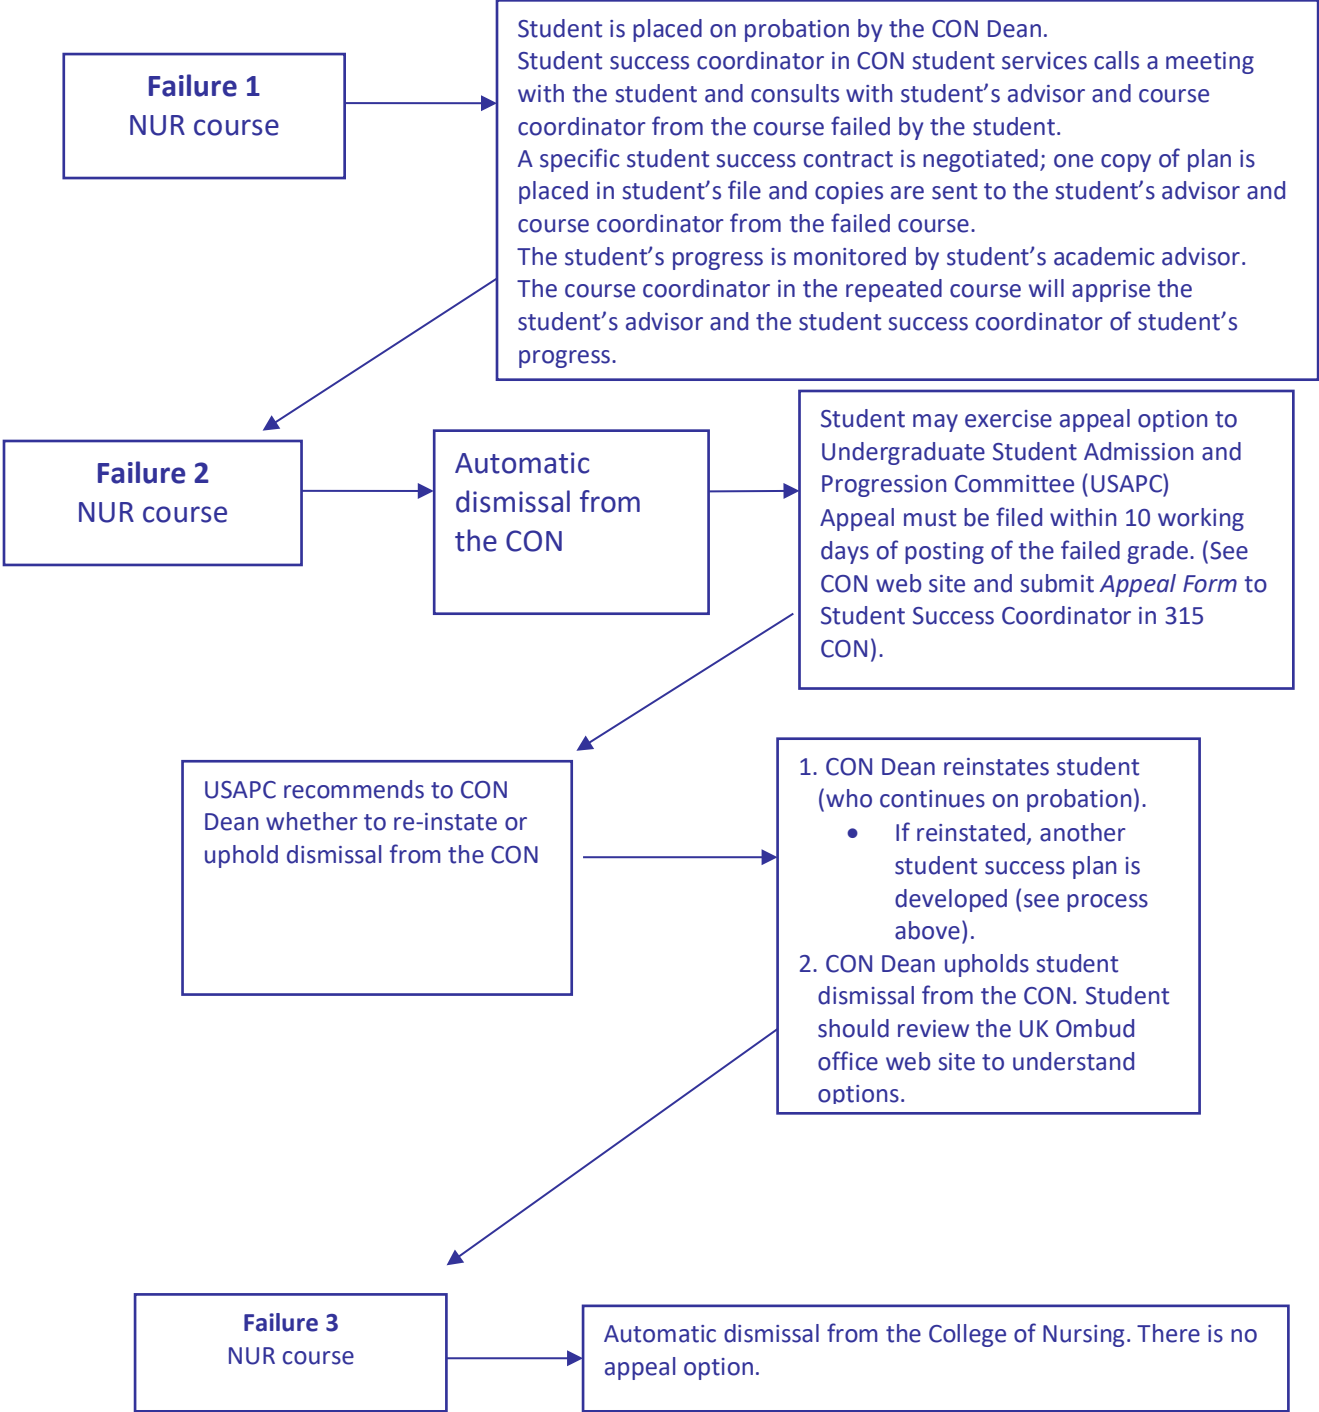 Failure 1
NUR course
Student is placed on probation by the CON Dean.
Student success coordinator in CON student services calls a meeting
with the student and consults with student’s advisor and course
coordinator from the course failed by the student.
A specific student success contract is negotiated; one copy of plan is
placed in student’s file and copies are sent to the student’s advisor and
course coordinator from the failed course.
The student’s progress is monitored by student’s academic advisor.
The course coordinator in the repeated course will apprise the
student’s advisor and the student success coordinator of student’s
progress.
Failure 2
NUR course
Automatic
dismissal from
the CON
Student may exercise appeal option to
Undergraduate Student Admission and
Progression Committee (USAPC)
Appeal must be filed within 10 working
days of posting of the failed grade. (See
CON web site and submit Appeal Form to
Student Success Coordinator in 315
CON).
USAPC recommends to CON
Dean whether to re-instate or
uphold dismissal from the CON
1. CON Dean reinstates student
(who continues on probation).
• If reinstated, another
student success plan is
developed (see process
above).
2. CON Dean upholds student
dismissal from the CON. Student
should review the UK Ombud
office web site to understand
options.
Failure 3
NUR course
Automatic dismissal from the College of Nursing. There is no
appeal option.